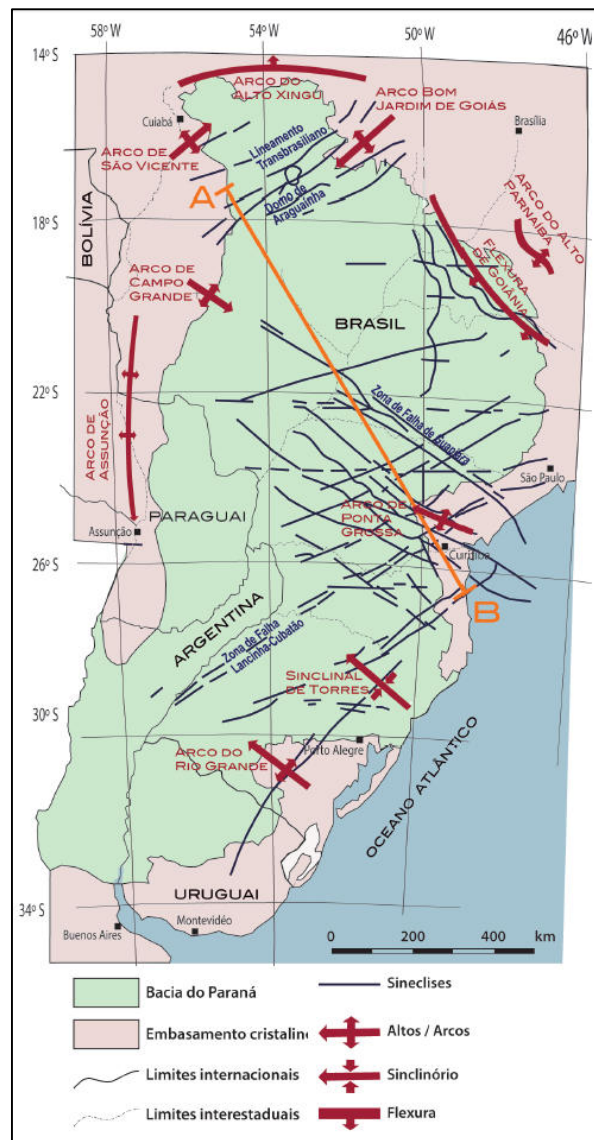 58° W
54° W
50° W
46° W
14° S
18° S
22° S
26° S
30° S
34° S
ARCO DO
ALTO XINGU
ARCO BOM
JARDIM DE GOIÁS
Cuiabá
Brasília
ARCO DE
SÃO VICENTE
Lineamento
Transbrasiliano
A
Domo de
Araguainha
BOLÍVIA
ARCO DO ALTO
PARNAÍBA
FLEXURA
DE GOIÂNIA
ARCO DE
CAMPO
GRANDE
BRASIL
ARCO DE
ASSUNÇÃO
Zona de Falha de Guapiara
São Paulo
PARAGUAI
ARCO DE
PONTA
GROSSA
Assunção
Curitiba
B
ARGENTINA
Zona de Falha
Lancinha-Cubatão
SINCLINAL
DE TORRES
ARCO DO
RIO GRANDE
Porto Alegre
OCEANO ATLÂNTICO
URUGUAI
Buenos Aires
Montevidéo
0 200 400 km
Bacia do Paraná
Sineclises
Embasamento cristalino
Altos / Arcos
Limites internacionais
Sinclinório
Limites interestaduais
Flexura